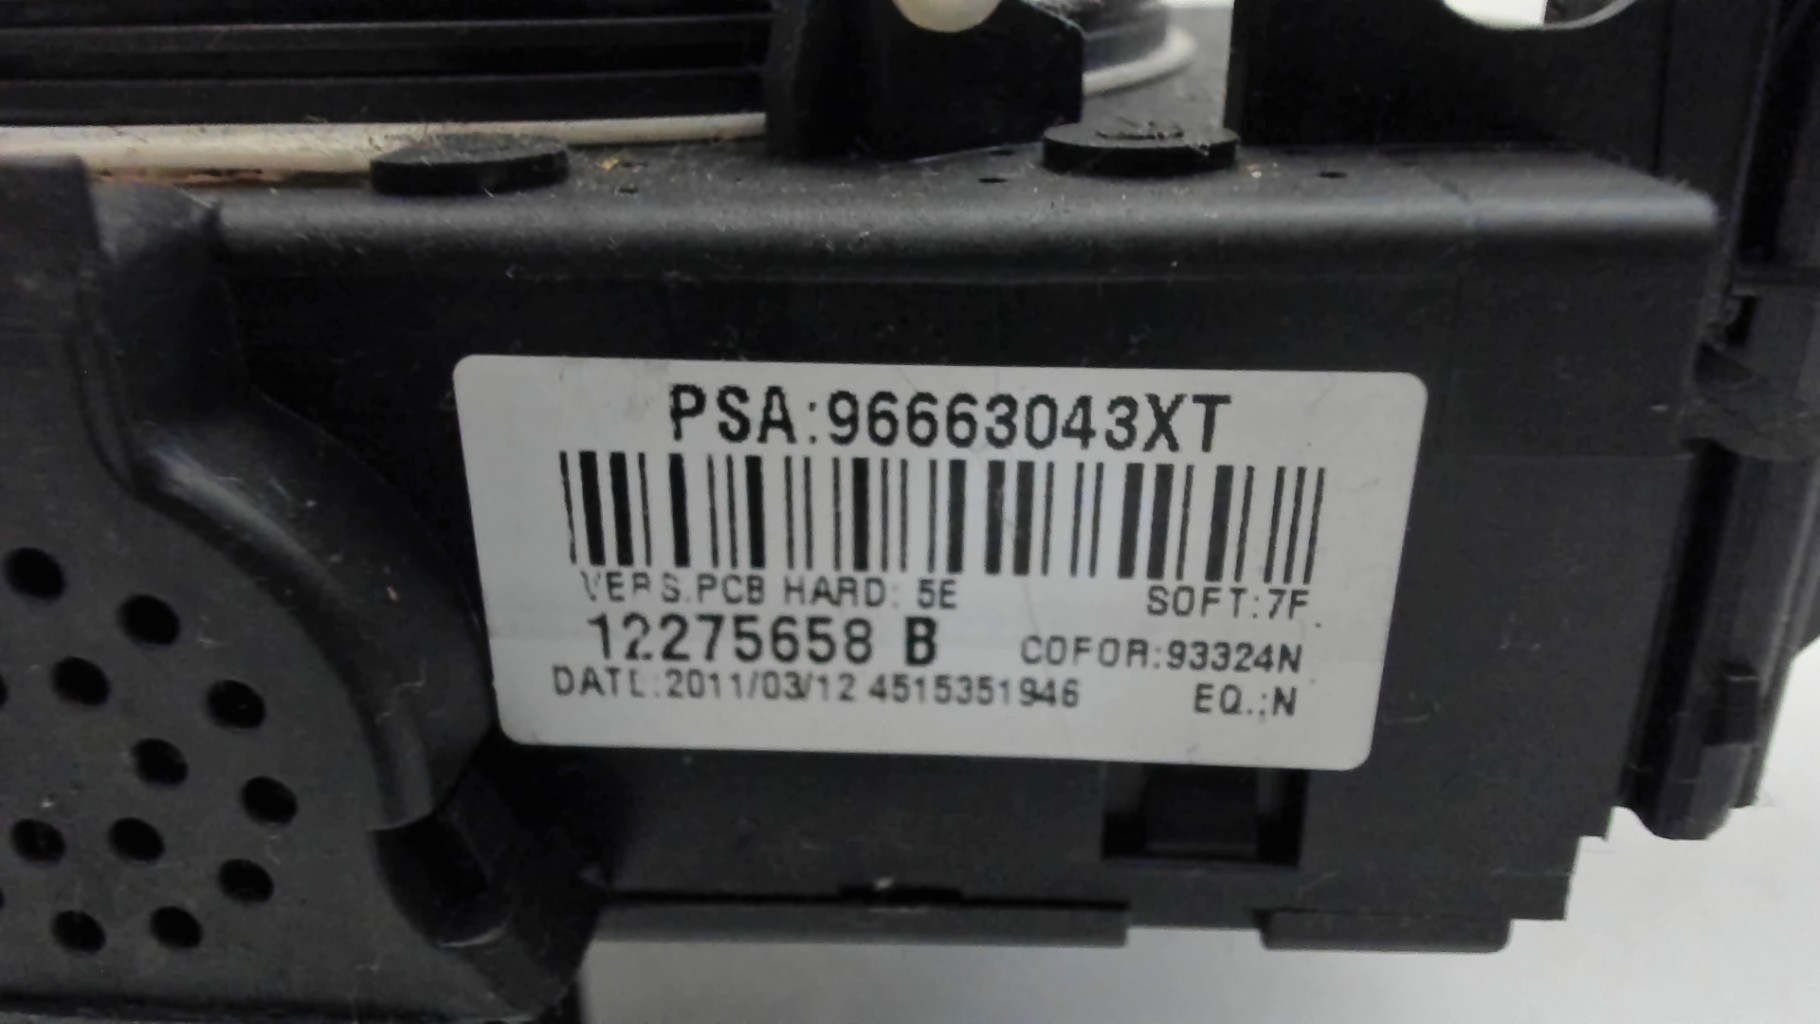 PSA:96663043XT
VERS.PCB HARD: 5E SOFT:7F
12275658 B COFOR:93324N
DATE:2011/03/12 4515351946 EQ.:N